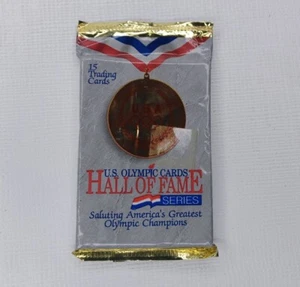 15
Trading
Cards
U.S. OLYMPIC CARDS
HALL OF FAME
SERIES
Saluting America's Greatest
Olympic Champions